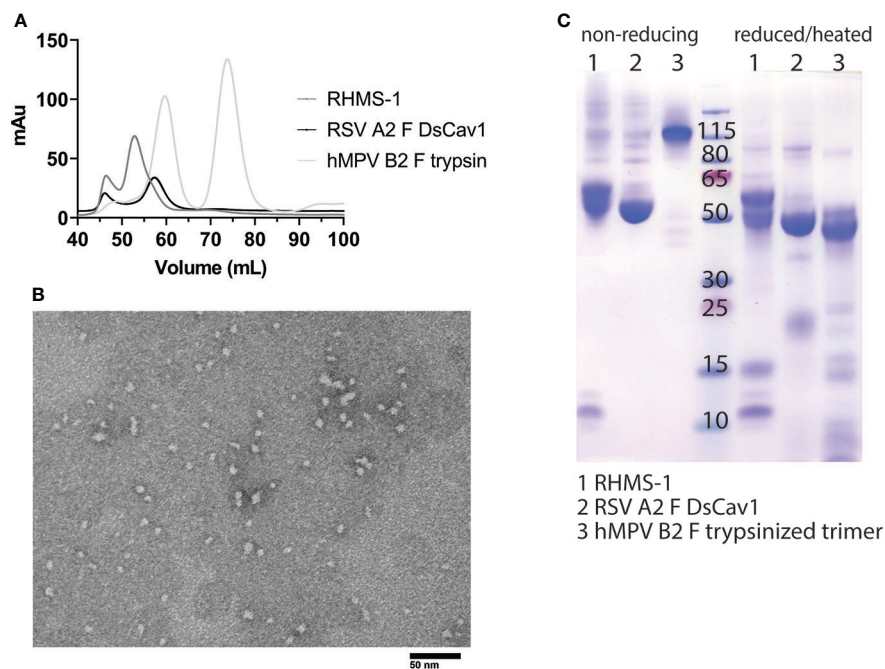 A
mAu
150
100
50
0
40
50
60
70
80
90
100
Volume (mL)
RHMS-1
RSV A2 F DsCav1
hMPV B2 F trypsin
B
50 nm
C
non-reducing
reduced/heated
1 2 3 1 2 3
115
80
65
50
30
25
15
10
1 RHMS-1
2 RSV A2 F DsCav1
3 hMPV B2 F trypsinized trimer